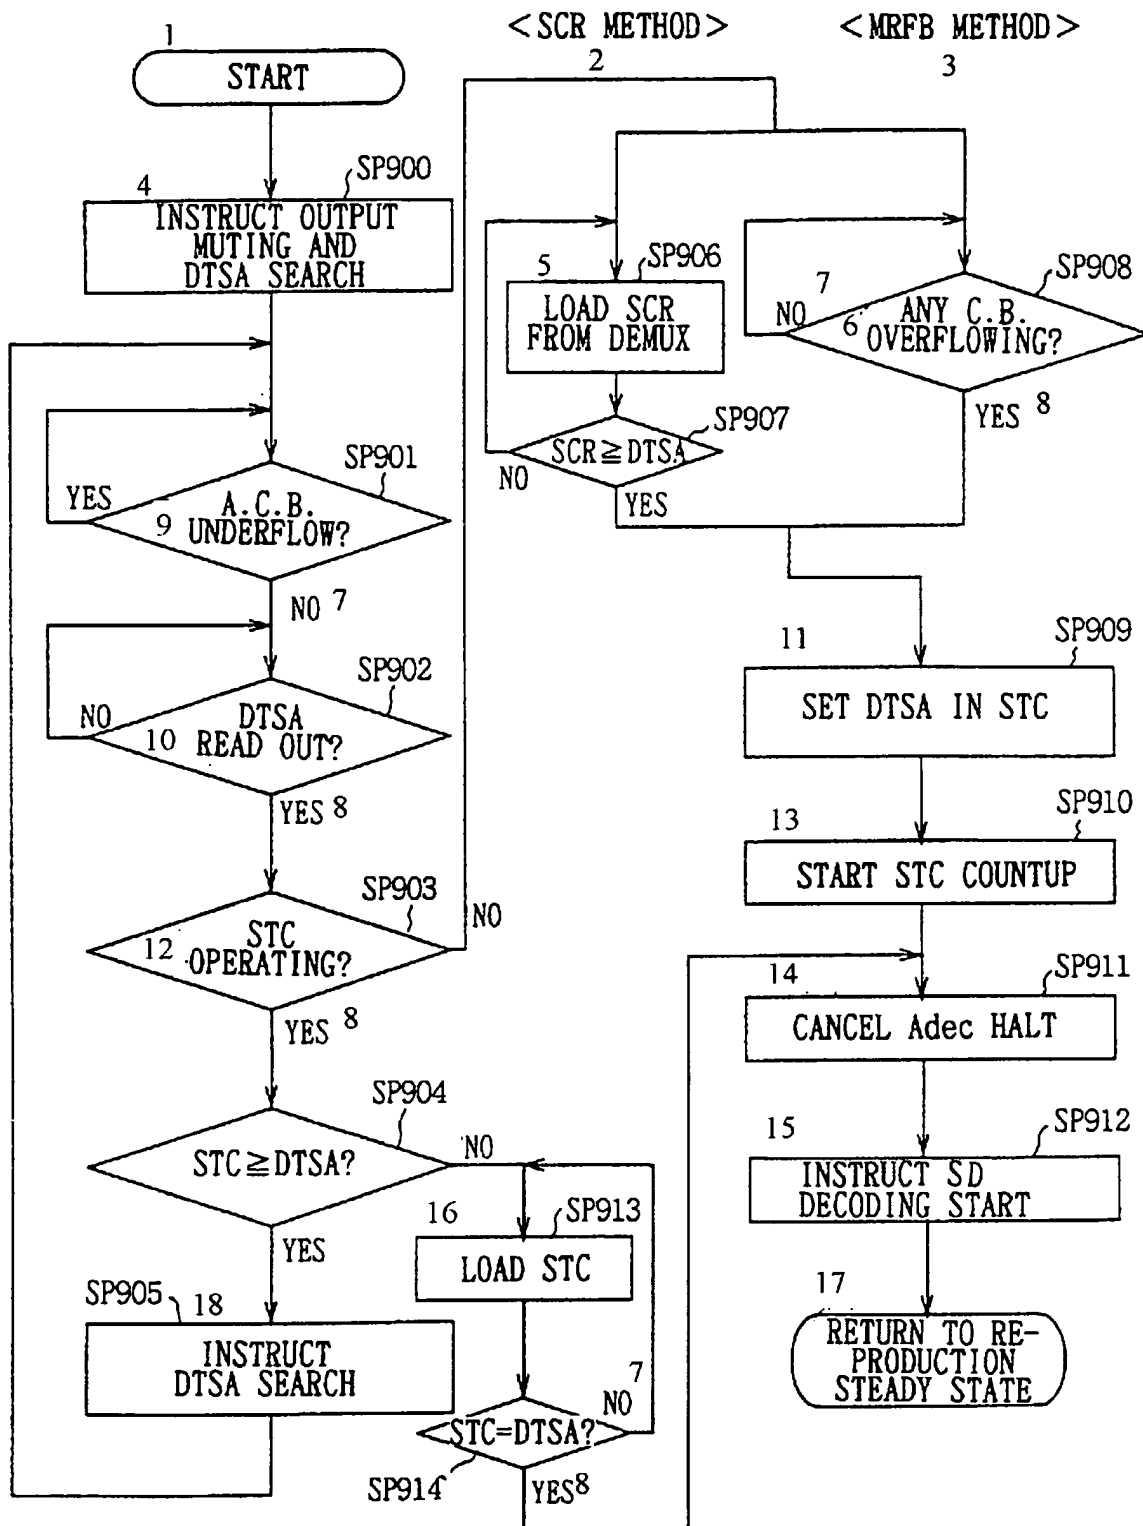 <SCR METHOD>
2
<MRFB METHOD>
3
1
START
SP900
4
INSTRUCT OUTPUT
MUTING AND
DTSA SEARCH
SP901
YES
9
A.C.B.
UNDERFLOW?
NO 7
SP902
NO
10
DTSA
READ OUT?
YES 8
SP903
NO
12
STC
OPERATING?
YES 8
SP904
NO
STC≧DTSA?
YES
SP905
18
INSTRUCT
DTSA SEARCH
16
SP913
LOAD STC
7
NO
STC=DTSA?
SP914
YES 8
5
SP906
LOAD SCR
FROM DEMUX
SP907
SCR≧DTSA
NO
YES
7
SP908
NO
6
ANY C.B.
OVERFLOWING?
YES 8
11
SP909
SET DTSA IN STC
13
SP910
START STC COUNTUP
14
SP911
CANCEL Adec HALT
15
SP912
INSTRUCT SD
DECODING START
17
RETURN TO RE-
PRODUCTION
STEADY STATE